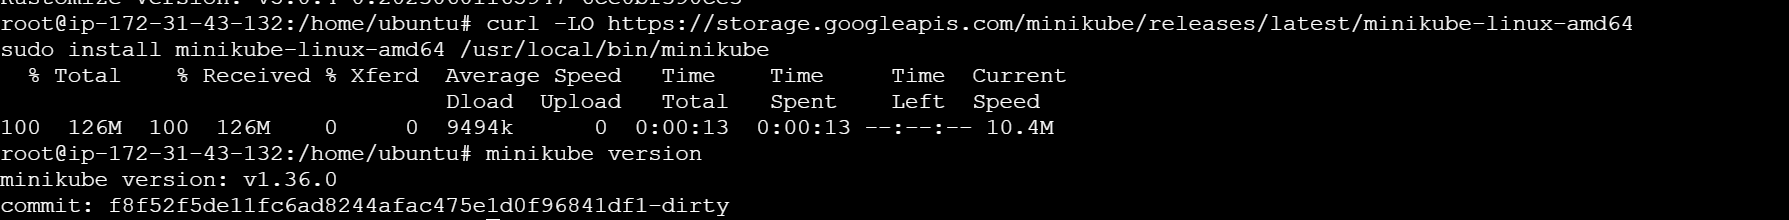 root@ip-172-31-43-132:/home/ubuntu# curl -LO https://storage.googleapis.com/minikube/releases/latest/minikube-linux-amd64
sudo install minikube-linux-amd64 /usr/local/bin/minikube
  % Total    % Received % Xferd  Average Speed   Time    Time     Time  Current
                                 Dload  Upload   Total   Spent    Left  Speed
100  126M  100  126M    0     0  9494k      0  0:00:13  0:00:13 --:--:-- 10.4M
root@ip-172-31-43-132:/home/ubuntu# minikube version
minikube version: v1.36.0
commit: f8f52f5de11fc6ad8244afac475e1d0f96841df1-dirty